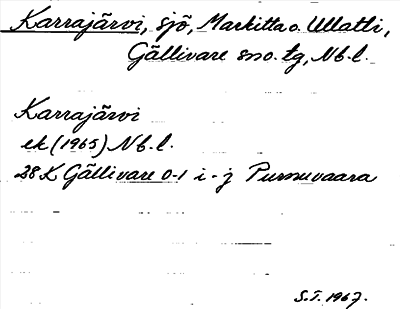 Karrajärvi, sjö, Markitta o. Ullatti,
Gällivare sno. tg, Nb. l.
Karrajärvi
ek (1965) Nb. l.
28 K Gällivare 0-1 i-j Purnuvaara
S.T. 1967.